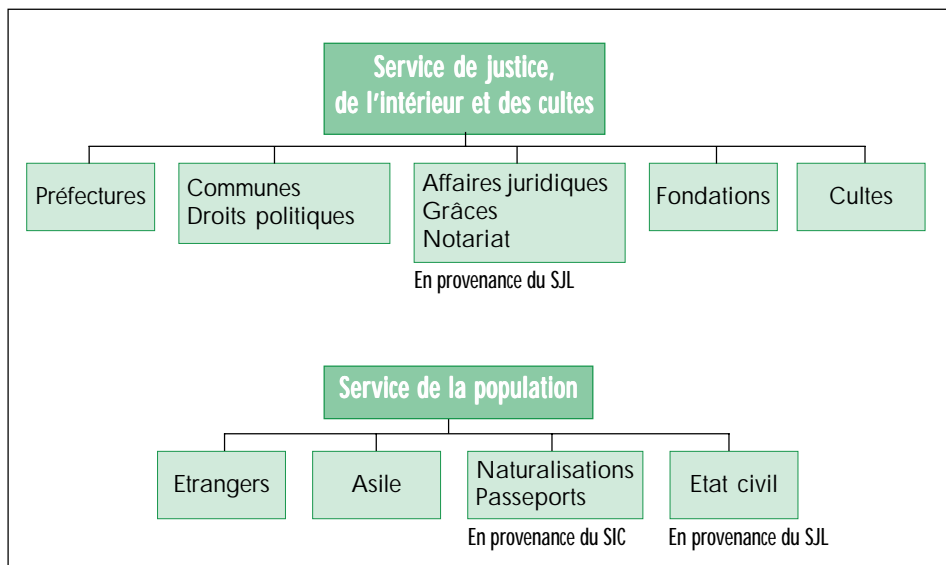 Service de justice,
de l'intérieur et des cultes
Préfectures
Communes
Droits politiques
Affaires juridiques
Grâces
Notariat
Fondations
Cultes
En provenance du SJL
Service de la population
Etrangers
Asile
Naturalisations
Passeports
Etat civil
En provenance du SIC
En provenance du SJL